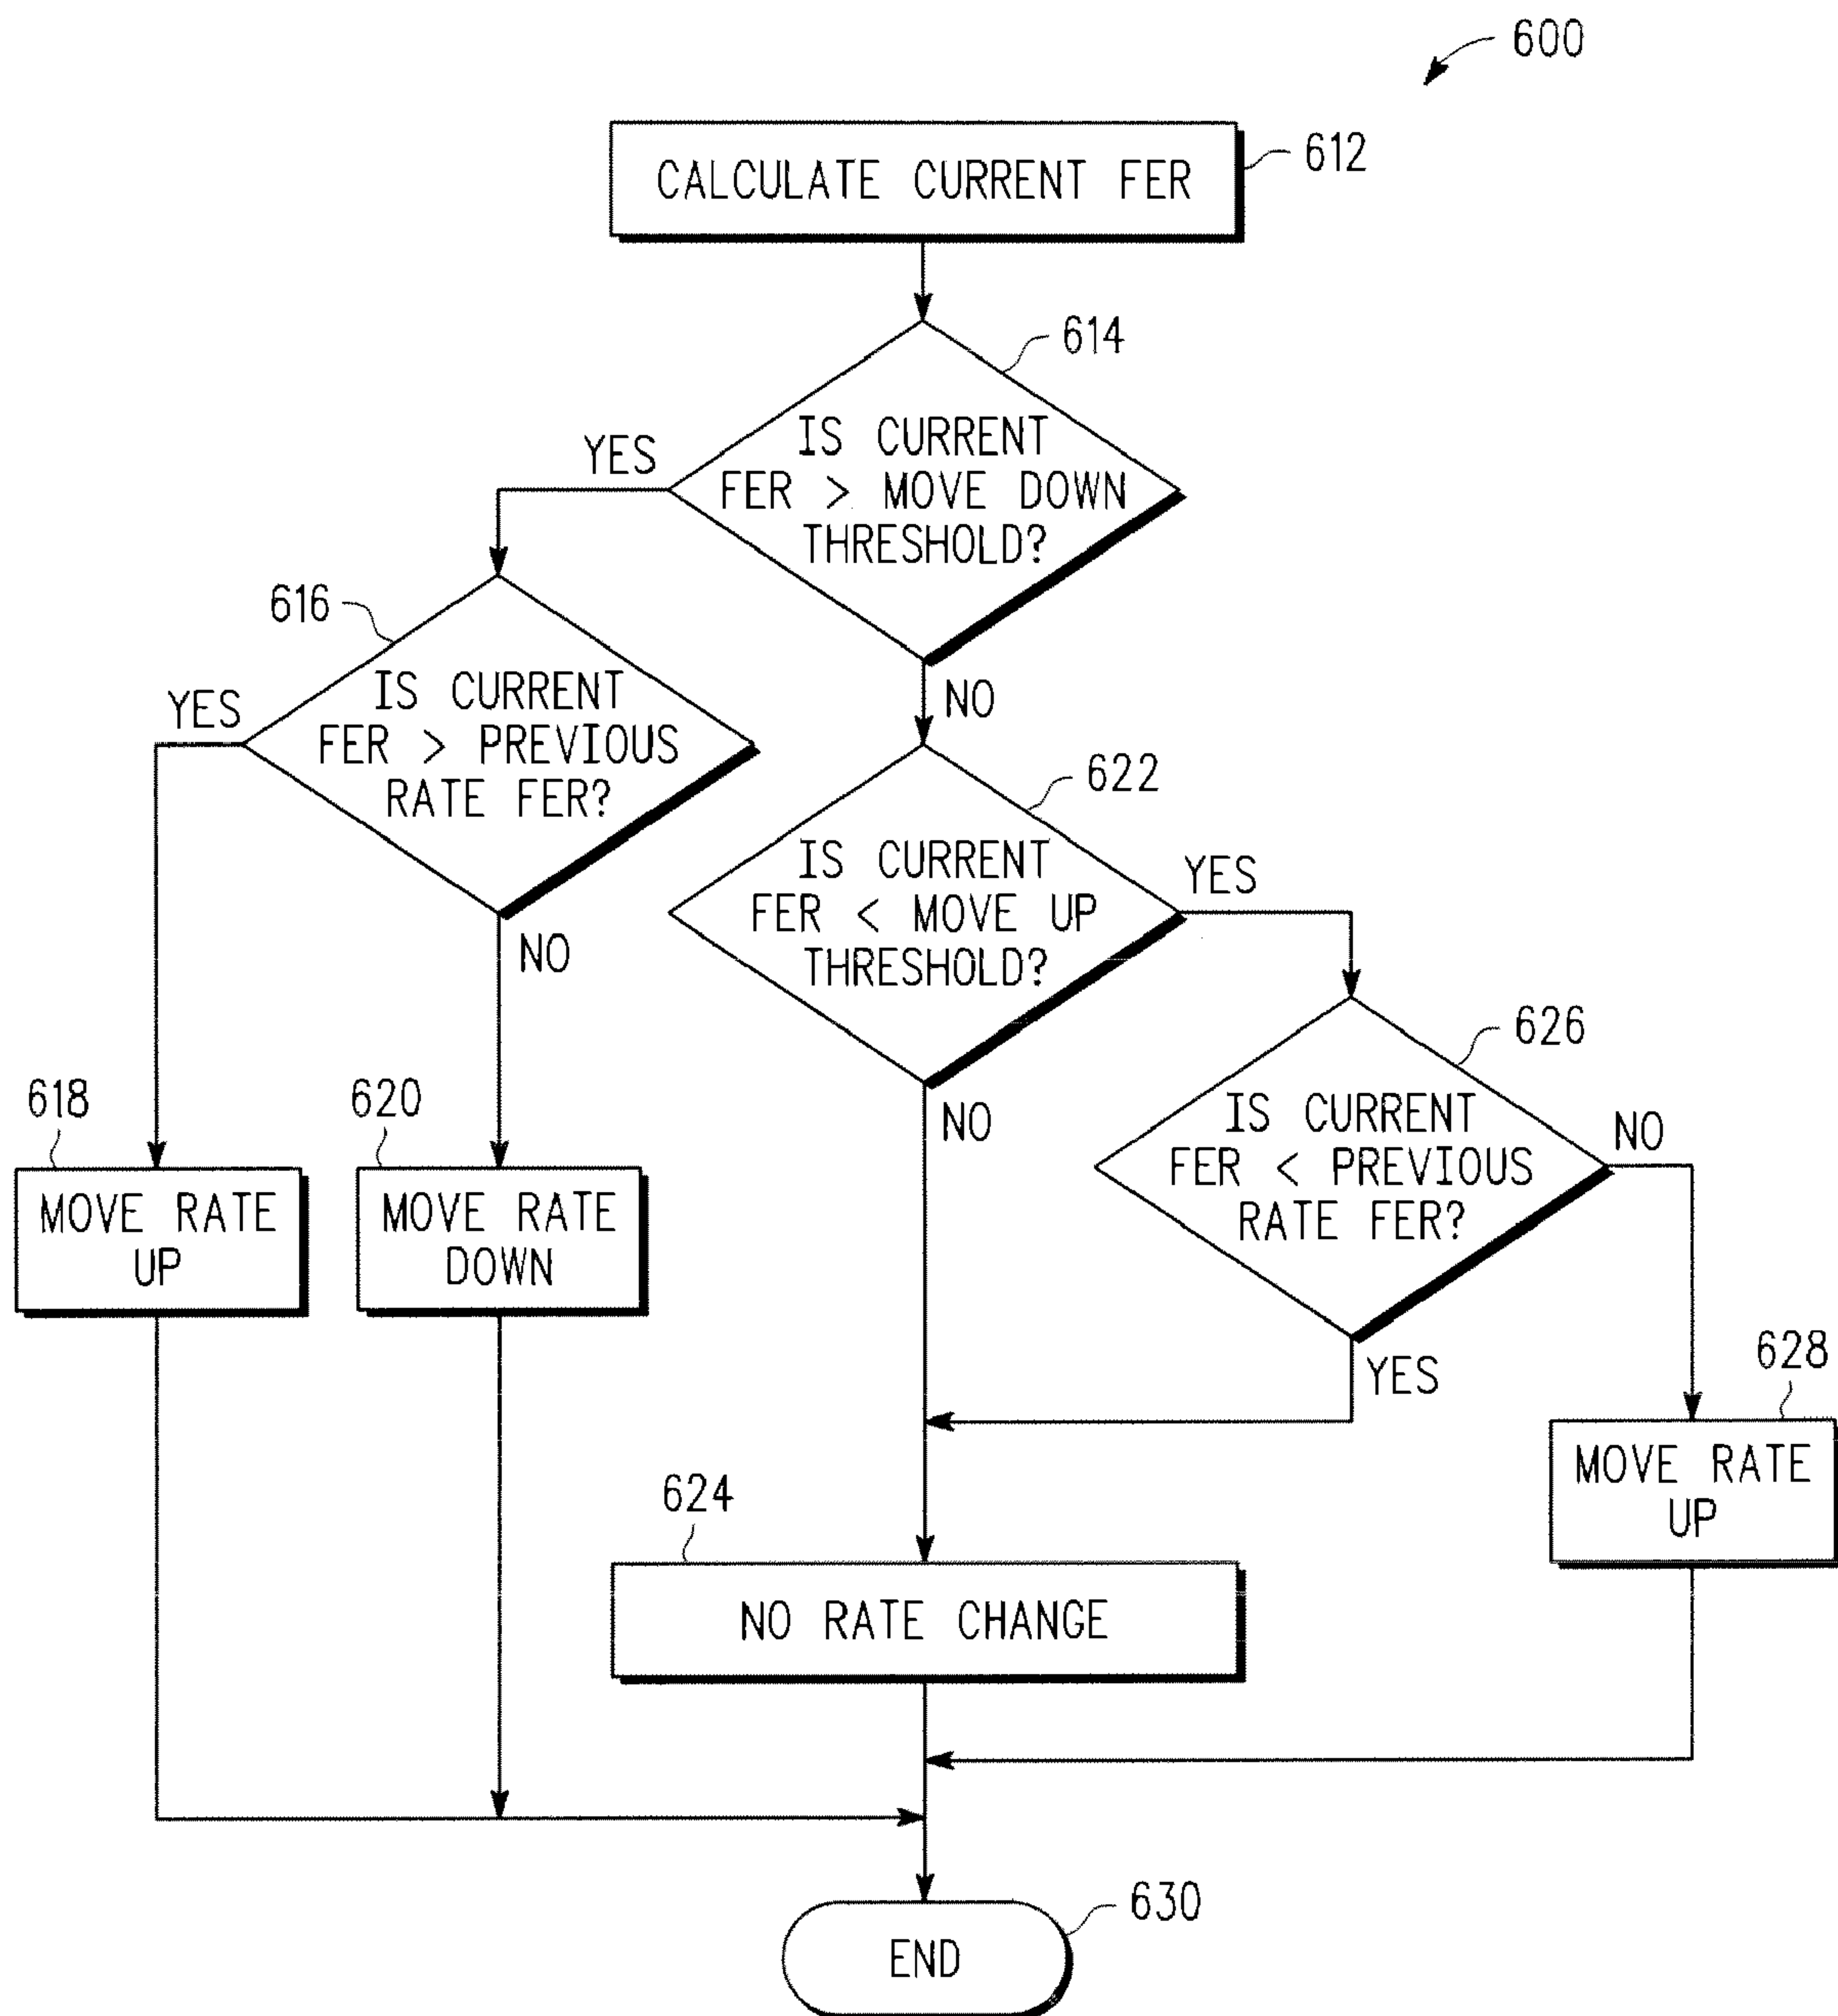 600
CALCULATE CURRENT FER
612
614
IS CURRENT
FER > MOVE DOWN
THRESHOLD?
YES
NO
616
IS CURRENT
FER > PREVIOUS
RATE FER?
YES
NO
622
IS CURRENT
FER < MOVE UP
THRESHOLD?
YES
NO
626
IS CURRENT
FER < PREVIOUS
RATE FER?
NO
YES
618
MOVE RATE
UP
620
MOVE RATE
DOWN
628
MOVE RATE
UP
624
NO RATE CHANGE
630
END